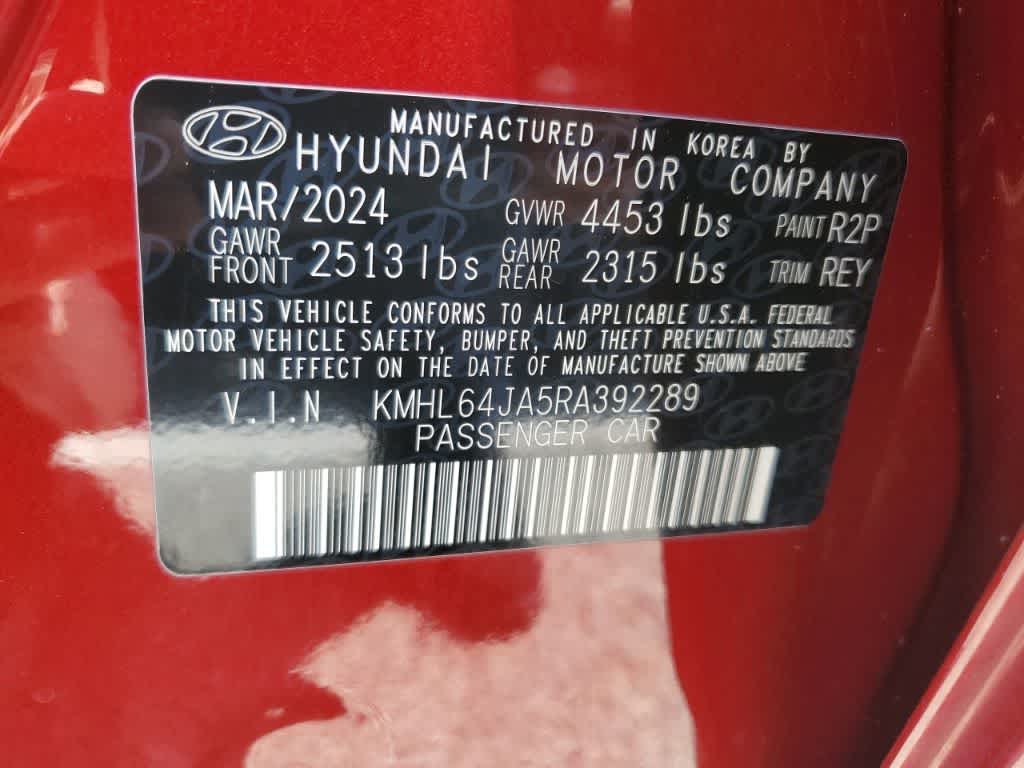 MANUFACTURED IN KOREA BY
HYUNDAI MOTOR COMPANY
MAR/2024 GVWR 4453 lbs PAINT R2P
GAWR FRONT 2513 lbs GAWR REAR 2315 lbs TRIM REY
THIS VEHICLE CONFORMS TO ALL APPLICABLE U.S.A. FEDERAL
MOTOR VEHICLE SAFETY, BUMPER, AND THEFT PREVENTION STANDARDS
IN EFFECT ON THE DATE OF MANUFACTURE SHOWN ABOVE
V.I.N KMHL64JA5RA392289
PASSENGER CAR